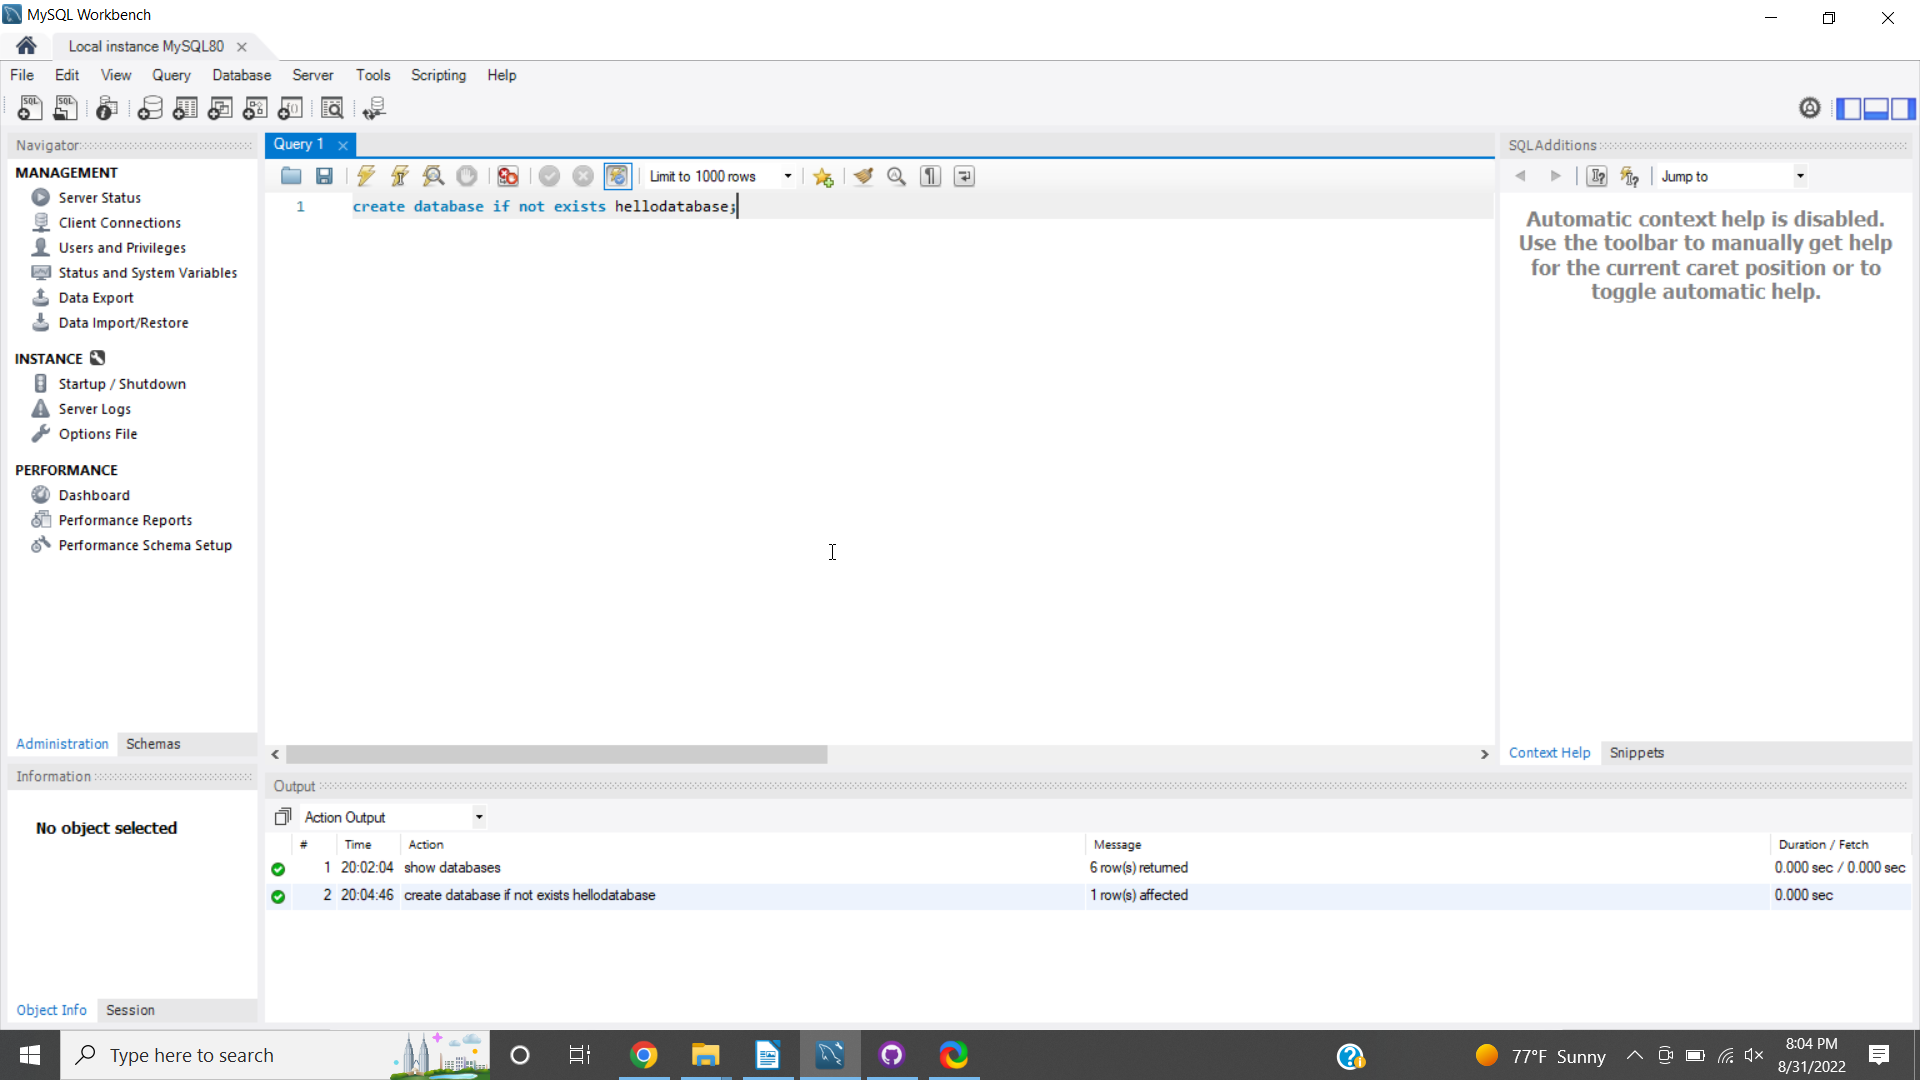 MySQL Workbench
Local instance MySQL80
File Edit View Query Database Server Tools Scripting Help
Navigator
MANAGEMENT
Server Status
Client Connections
Users and Privileges
Status and System Variables
Data Export
Data Import/Restore
INSTANCE
Startup / Shutdown
Server Logs
Options File
PERFORMANCE
Dashboard
Performance Reports
Performance Schema Setup
Administration Schemas
Information
No object selected
Object Info Session
Query 1
Limit to 1000 rows
1 create database if not exists hellodatabase;
SQLAdditions
Jump to
Automatic context help is disabled.
Use the toolbar to manually get help
for the current caret position or to
toggle automatic help.
Context Help Snippets
Output
Action Output
# Time Action Message Duration / Fetch
1 20:02:04 show databases 6 row(s) returned 0.000 sec / 0.000 sec
2 20:04:46 create database if not exists hellodatabase 1 row(s) affected 0.000 sec
Type here to search
77°F Sunny
8:04 PM
8/31/2022